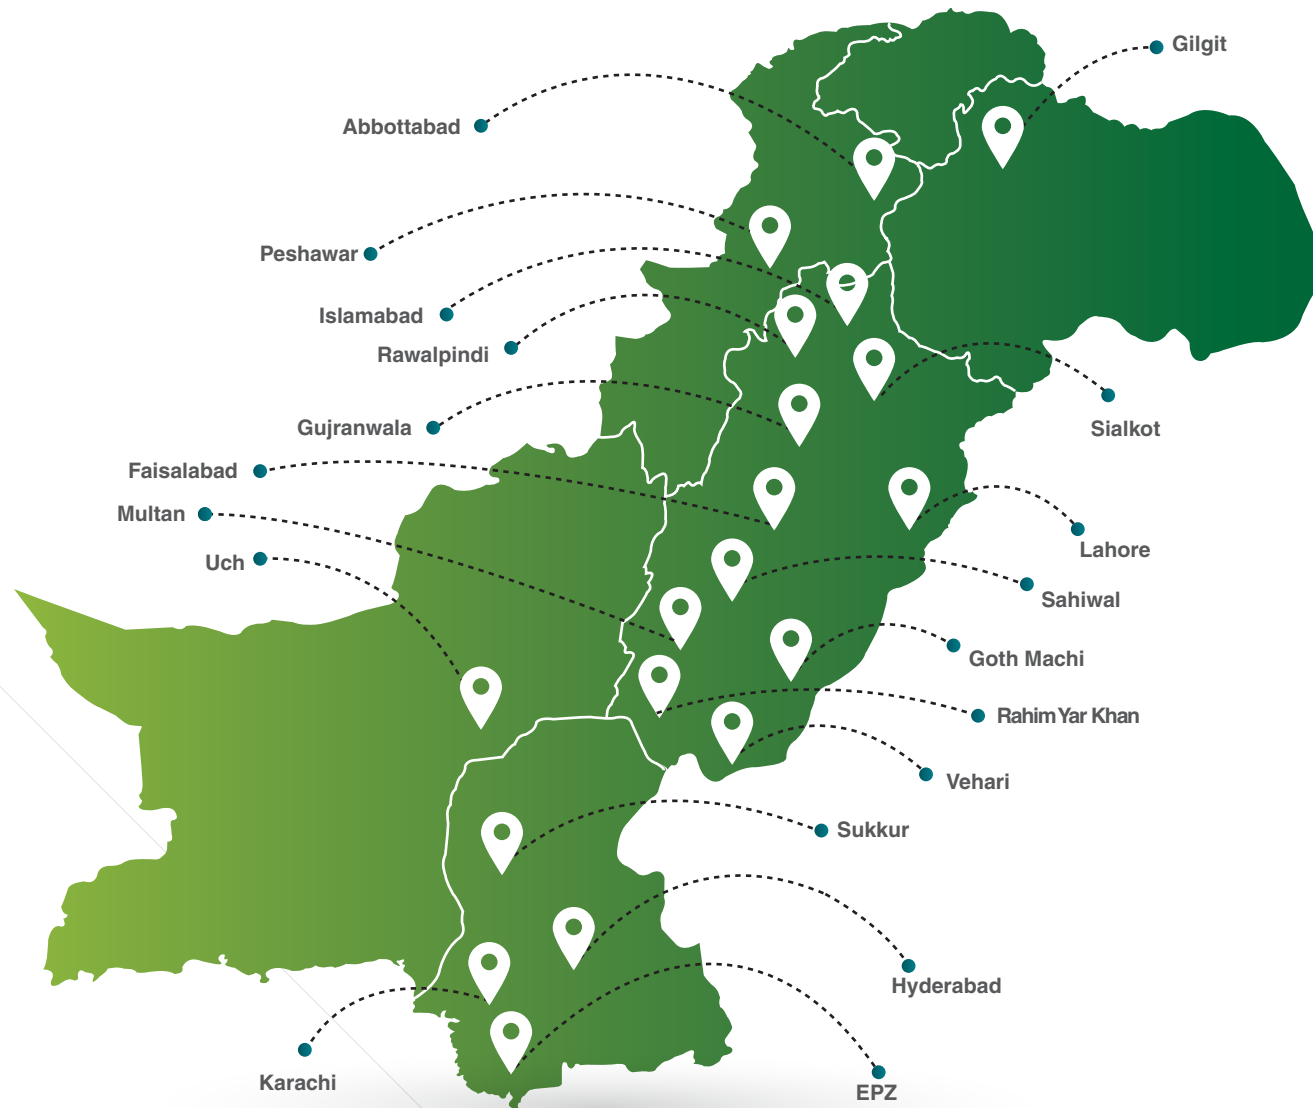 Gilgit
Abbottabad
Peshawar
Islamabad
Rawalpindi
Sialkot
Gujranwala
Faisalabad
Multan
Lahore
Uch
Sahiwal
Goth Machi
Rahim Yar Khan
Vehari
Sukkur
Hyderabad
Karachi
EPZ